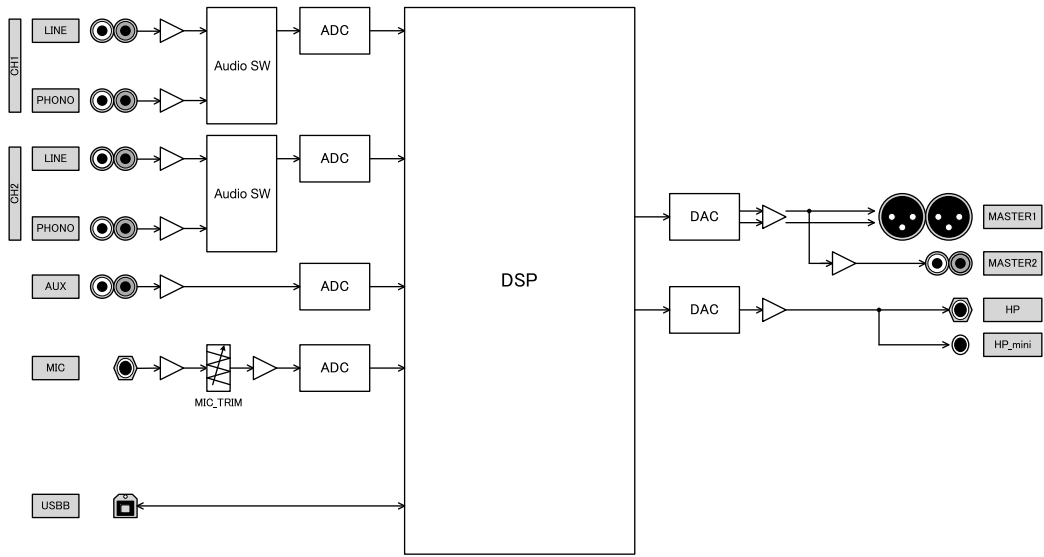 CH1
LINE
PHONO
Audio SW
ADC
CH2
LINE
PHONO
Audio SW
ADC
AUX
ADC
MIC
MIC_TRIM
ADC
USBB
DSP
DAC
MASTER1
MASTER2
DAC
HP
HP_mini